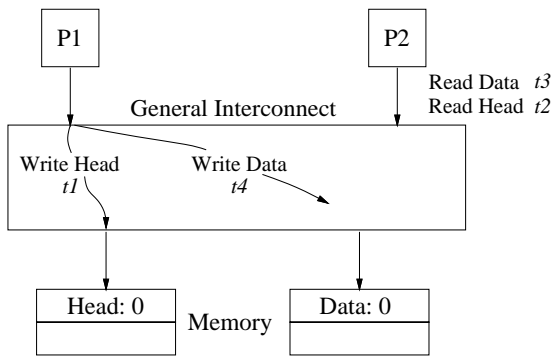 P1
P2
Read Data t3
Read Head t2
General Interconnect
Write Head
t1
Write Data
t4
Head: 0
Memory
Data: 0